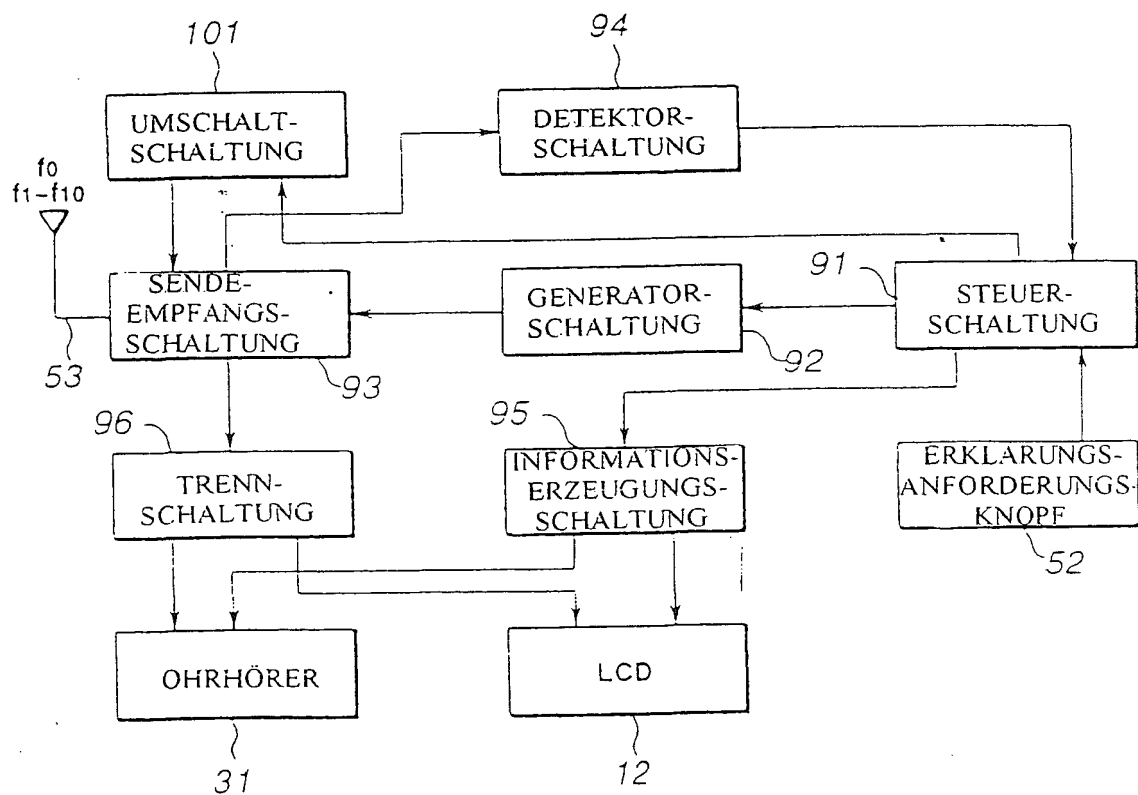 101
94
UMSCHALT-
SCHALTUNG
DETEKTOR-
SCHALTUNG
f0
f1-f10
91
SENDE-
EMPFANGS-
SCHALTUNG
GENERATOR-
SCHALTUNG
STEUER-
SCHALTUNG
53
93
92
96
95
TRENN-
SCHALTUNG
INFORMATIONS-
ERZEUGUNGS-
SCHALTUNG
ERKLÄRUNGS-
ANFORDERUNGS-
KNOPF
52
OHRHÖRER
LCD
31
12